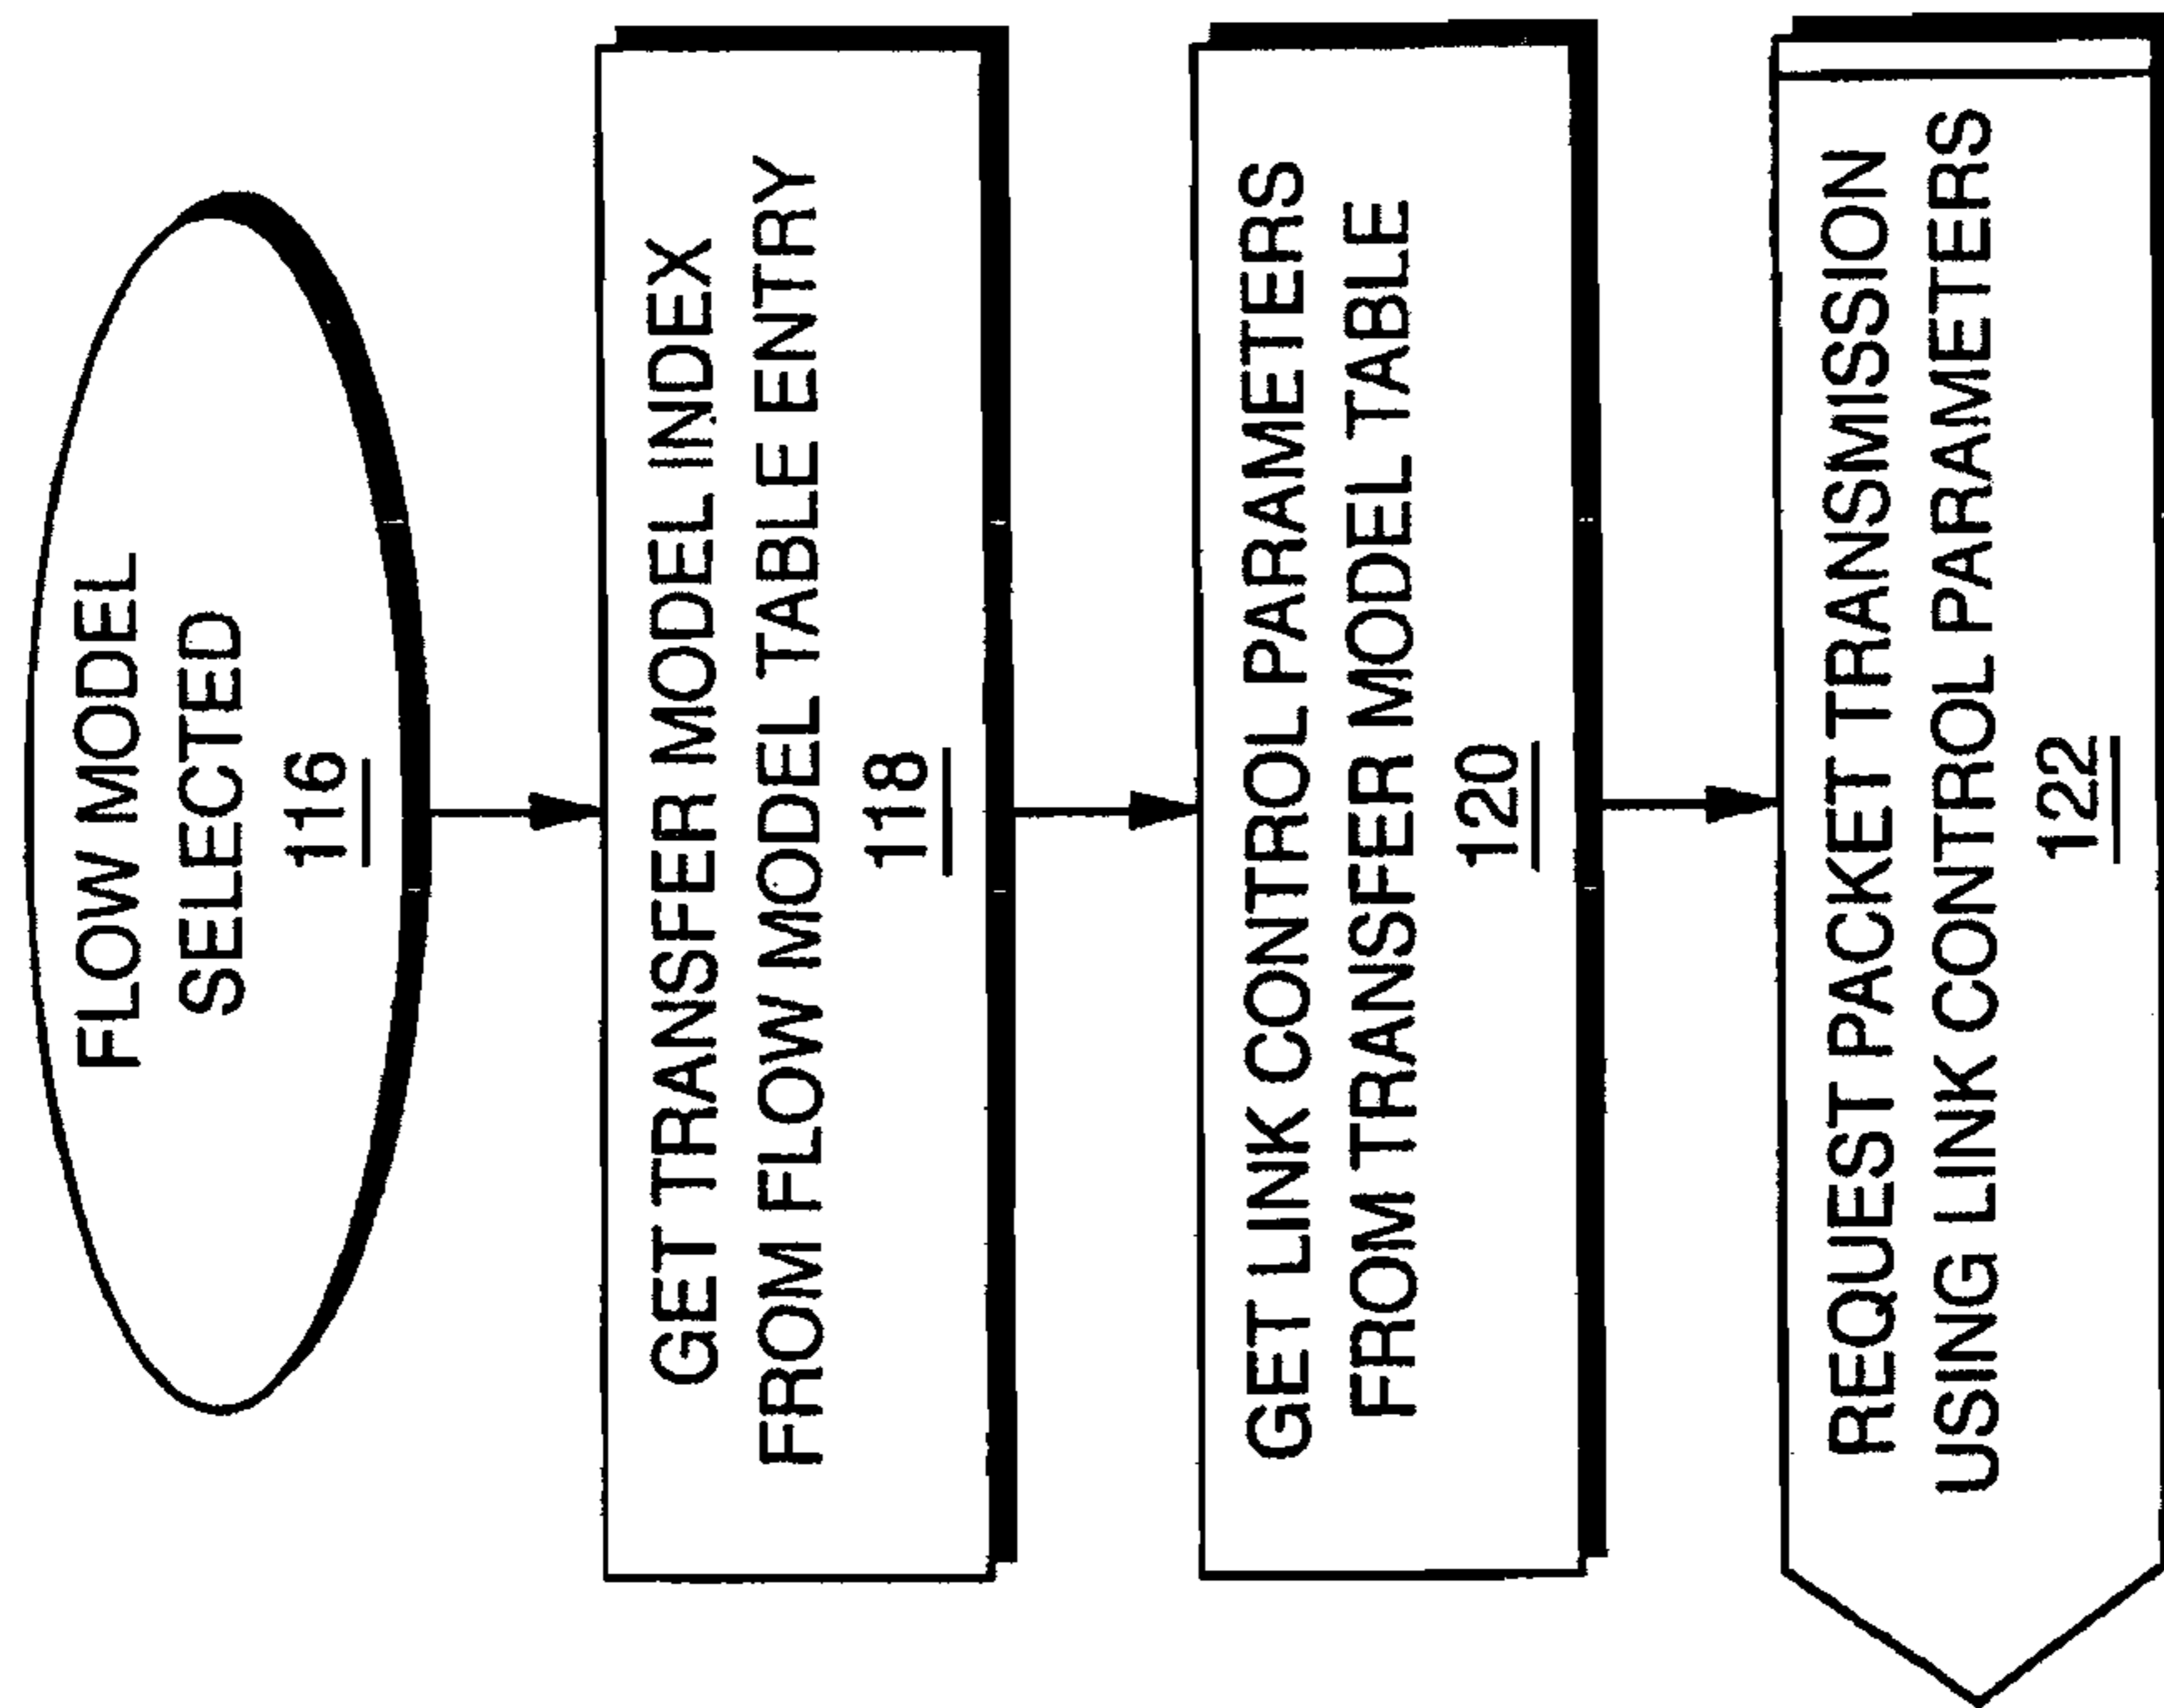 FLOW MODEL
SELECTED
116
GET TRANSFER MODEL INDEX
FROM FLOW MODEL TABLE ENTRY
118
GET LINK CONTROL PARAMETERS
FROM TRANSFER MODEL TABLE
120
REQUEST PACKET TRANSMISSION
USING LINK CONTROL PARAMETERS
122